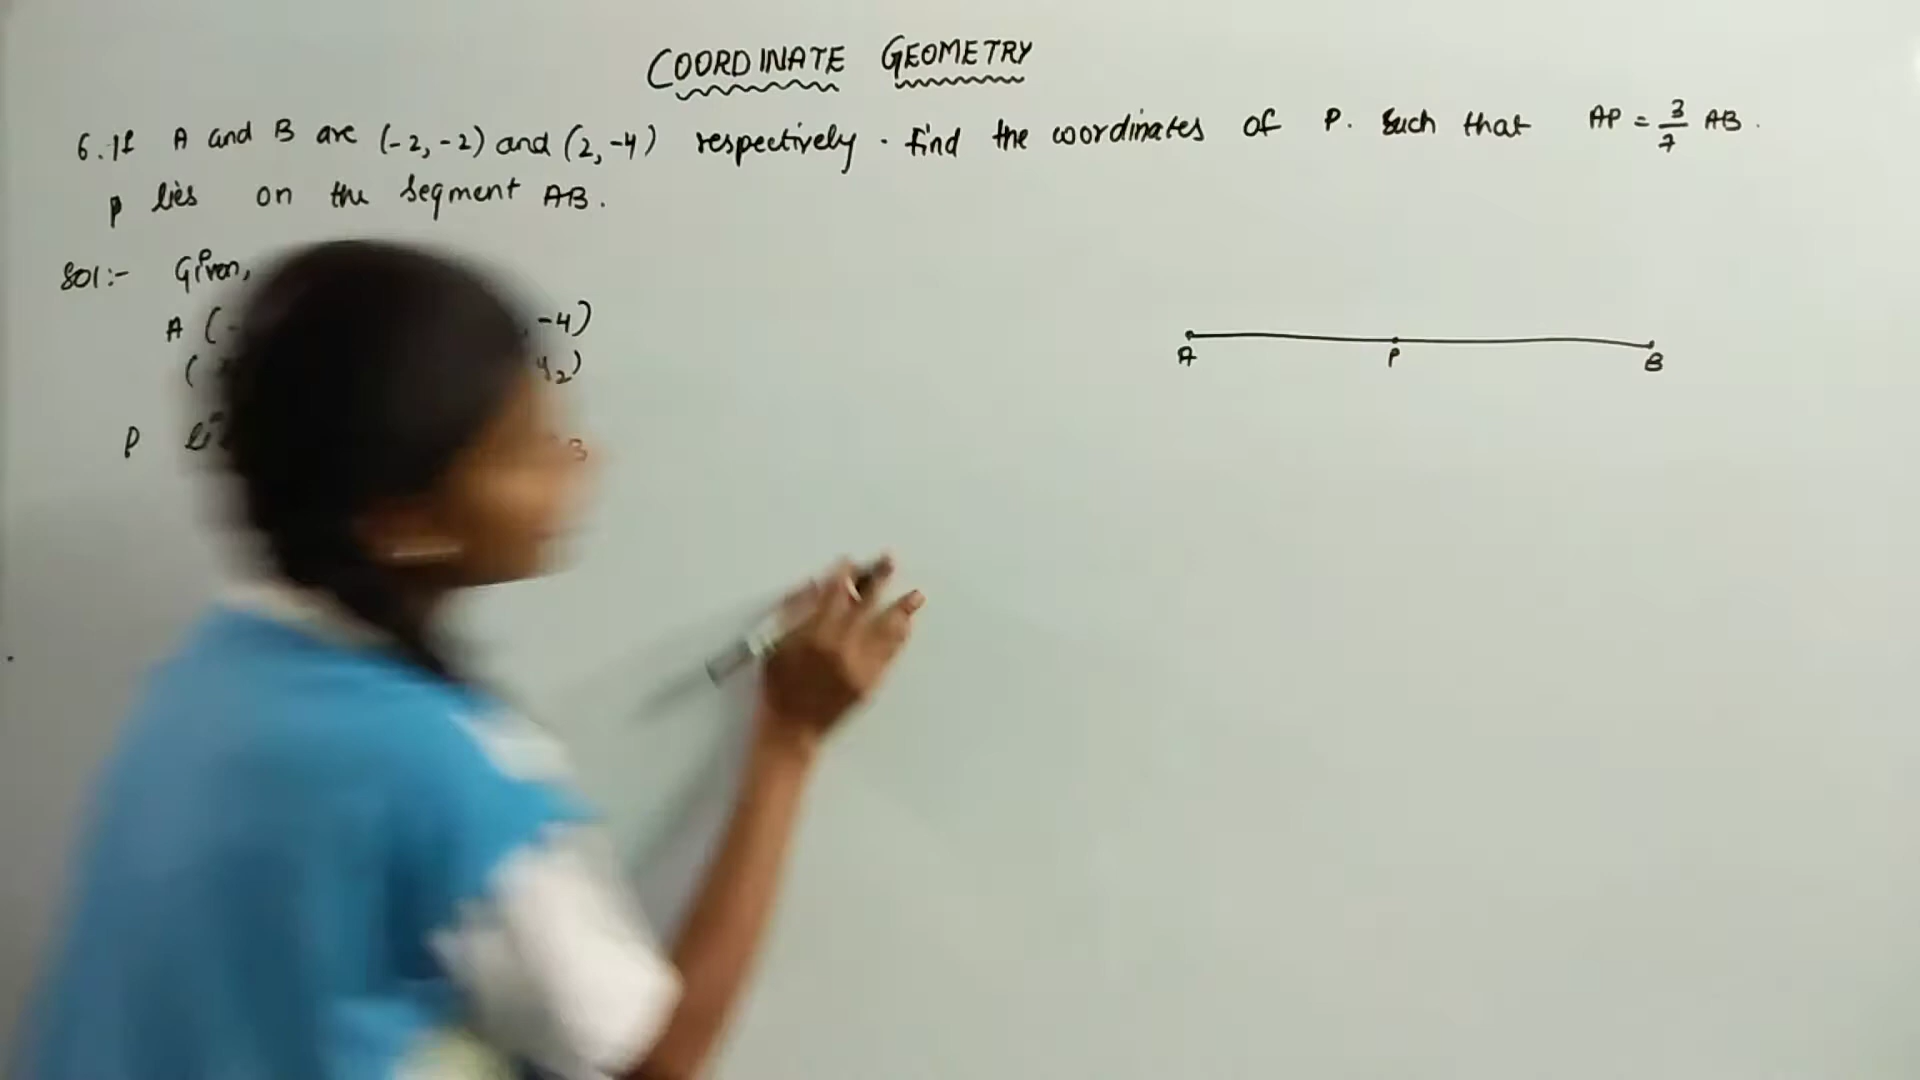 COORDINATE GEOMETRY
6. If A and B are (-2, -2) and (2, -4) respectively. find the coordinates of P. Such that AP = 3/7 AB.
P lies on the segment AB.
Sol:- Given,
A (- , -4)
( y2)
P B
A P B